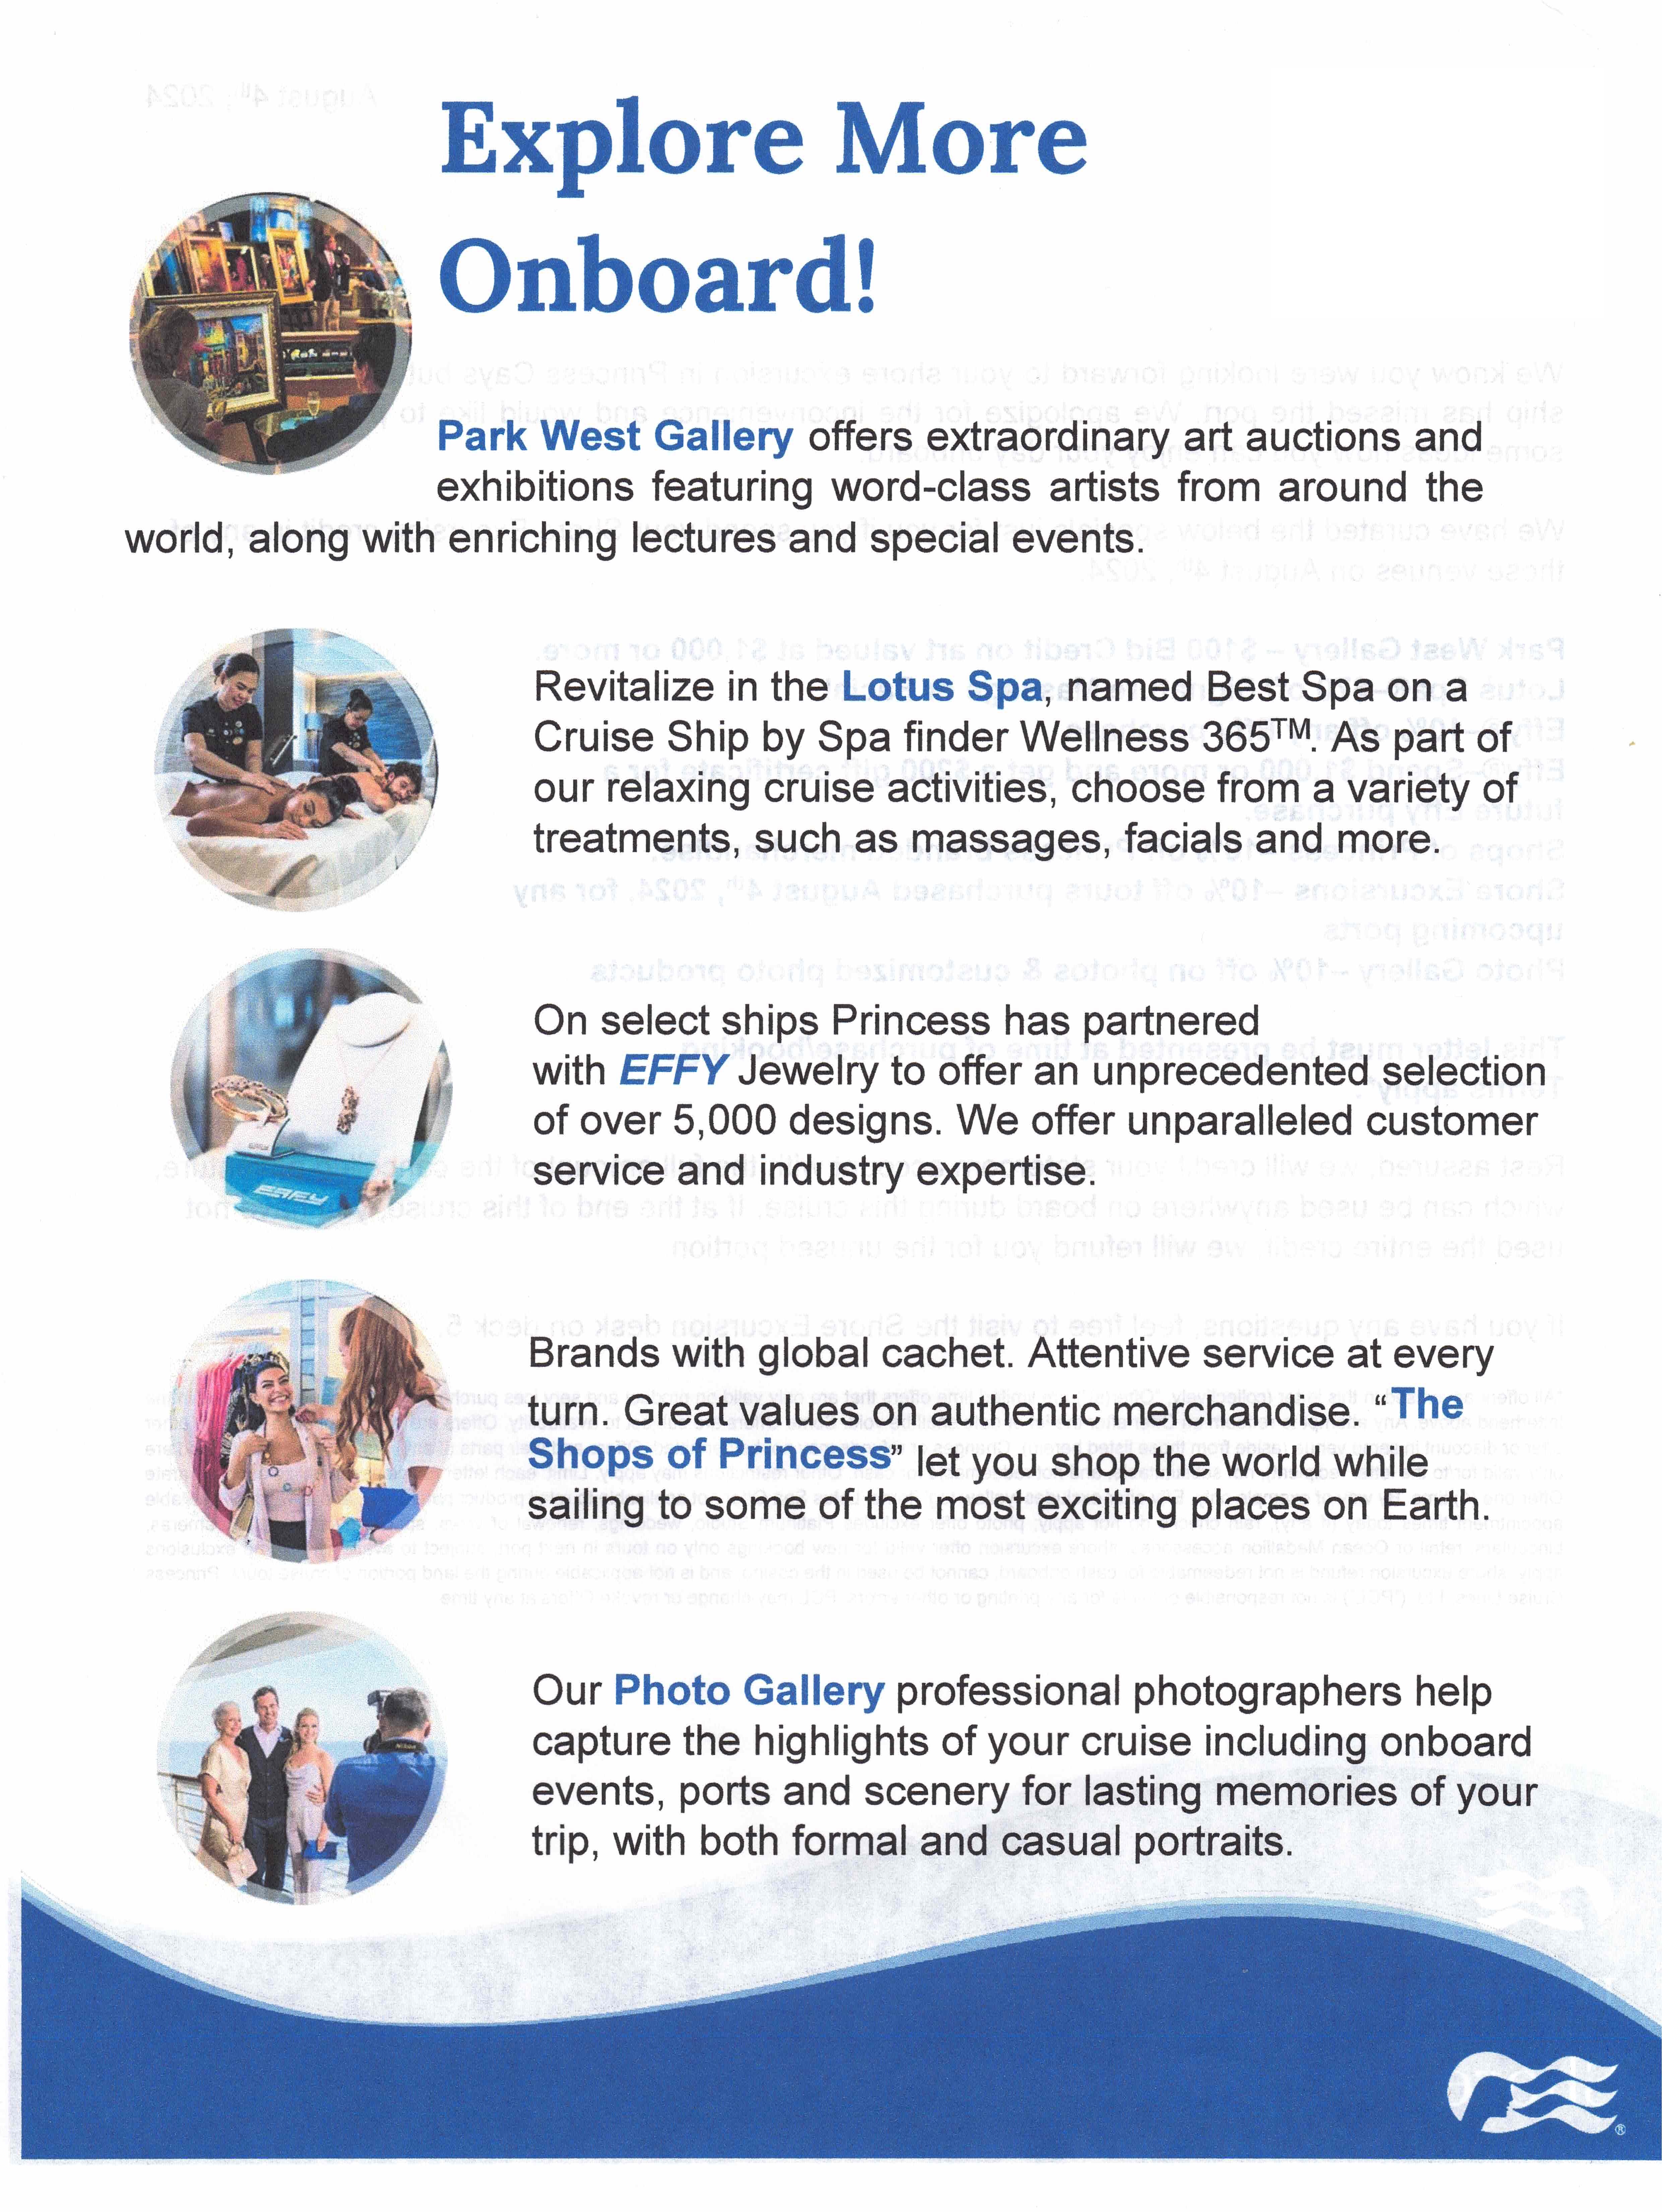 Explore More
Onboard!
Park West Gallery offers extraordinary art auctions and
exhibitions featuring word-class artists from around the
world, along with enriching lectures and special events.
Revitalize in the Lotus Spa, named Best Spa on a
Cruise Ship by Spa finder Wellness 365™. As part of
our relaxing cruise activities, choose from a variety of
treatments, such as massages, facials and more.
On select ships Princess has partnered
with EFFY Jewelry to offer an unprecedented selection
of over 5,000 designs. We offer unparalleled customer
service and industry expertise.
EFFY
Brands with global cachet. Attentive service at every
turn. Great values on authentic merchandise. “The
Shops of Princess” let you shop the world while
sailing to some of the most exciting places on Earth.
Our Photo Gallery professional photographers help
capture the highlights of your cruise including onboard
events, ports and scenery for lasting memories of your
trip, with both formal and casual portraits.
®